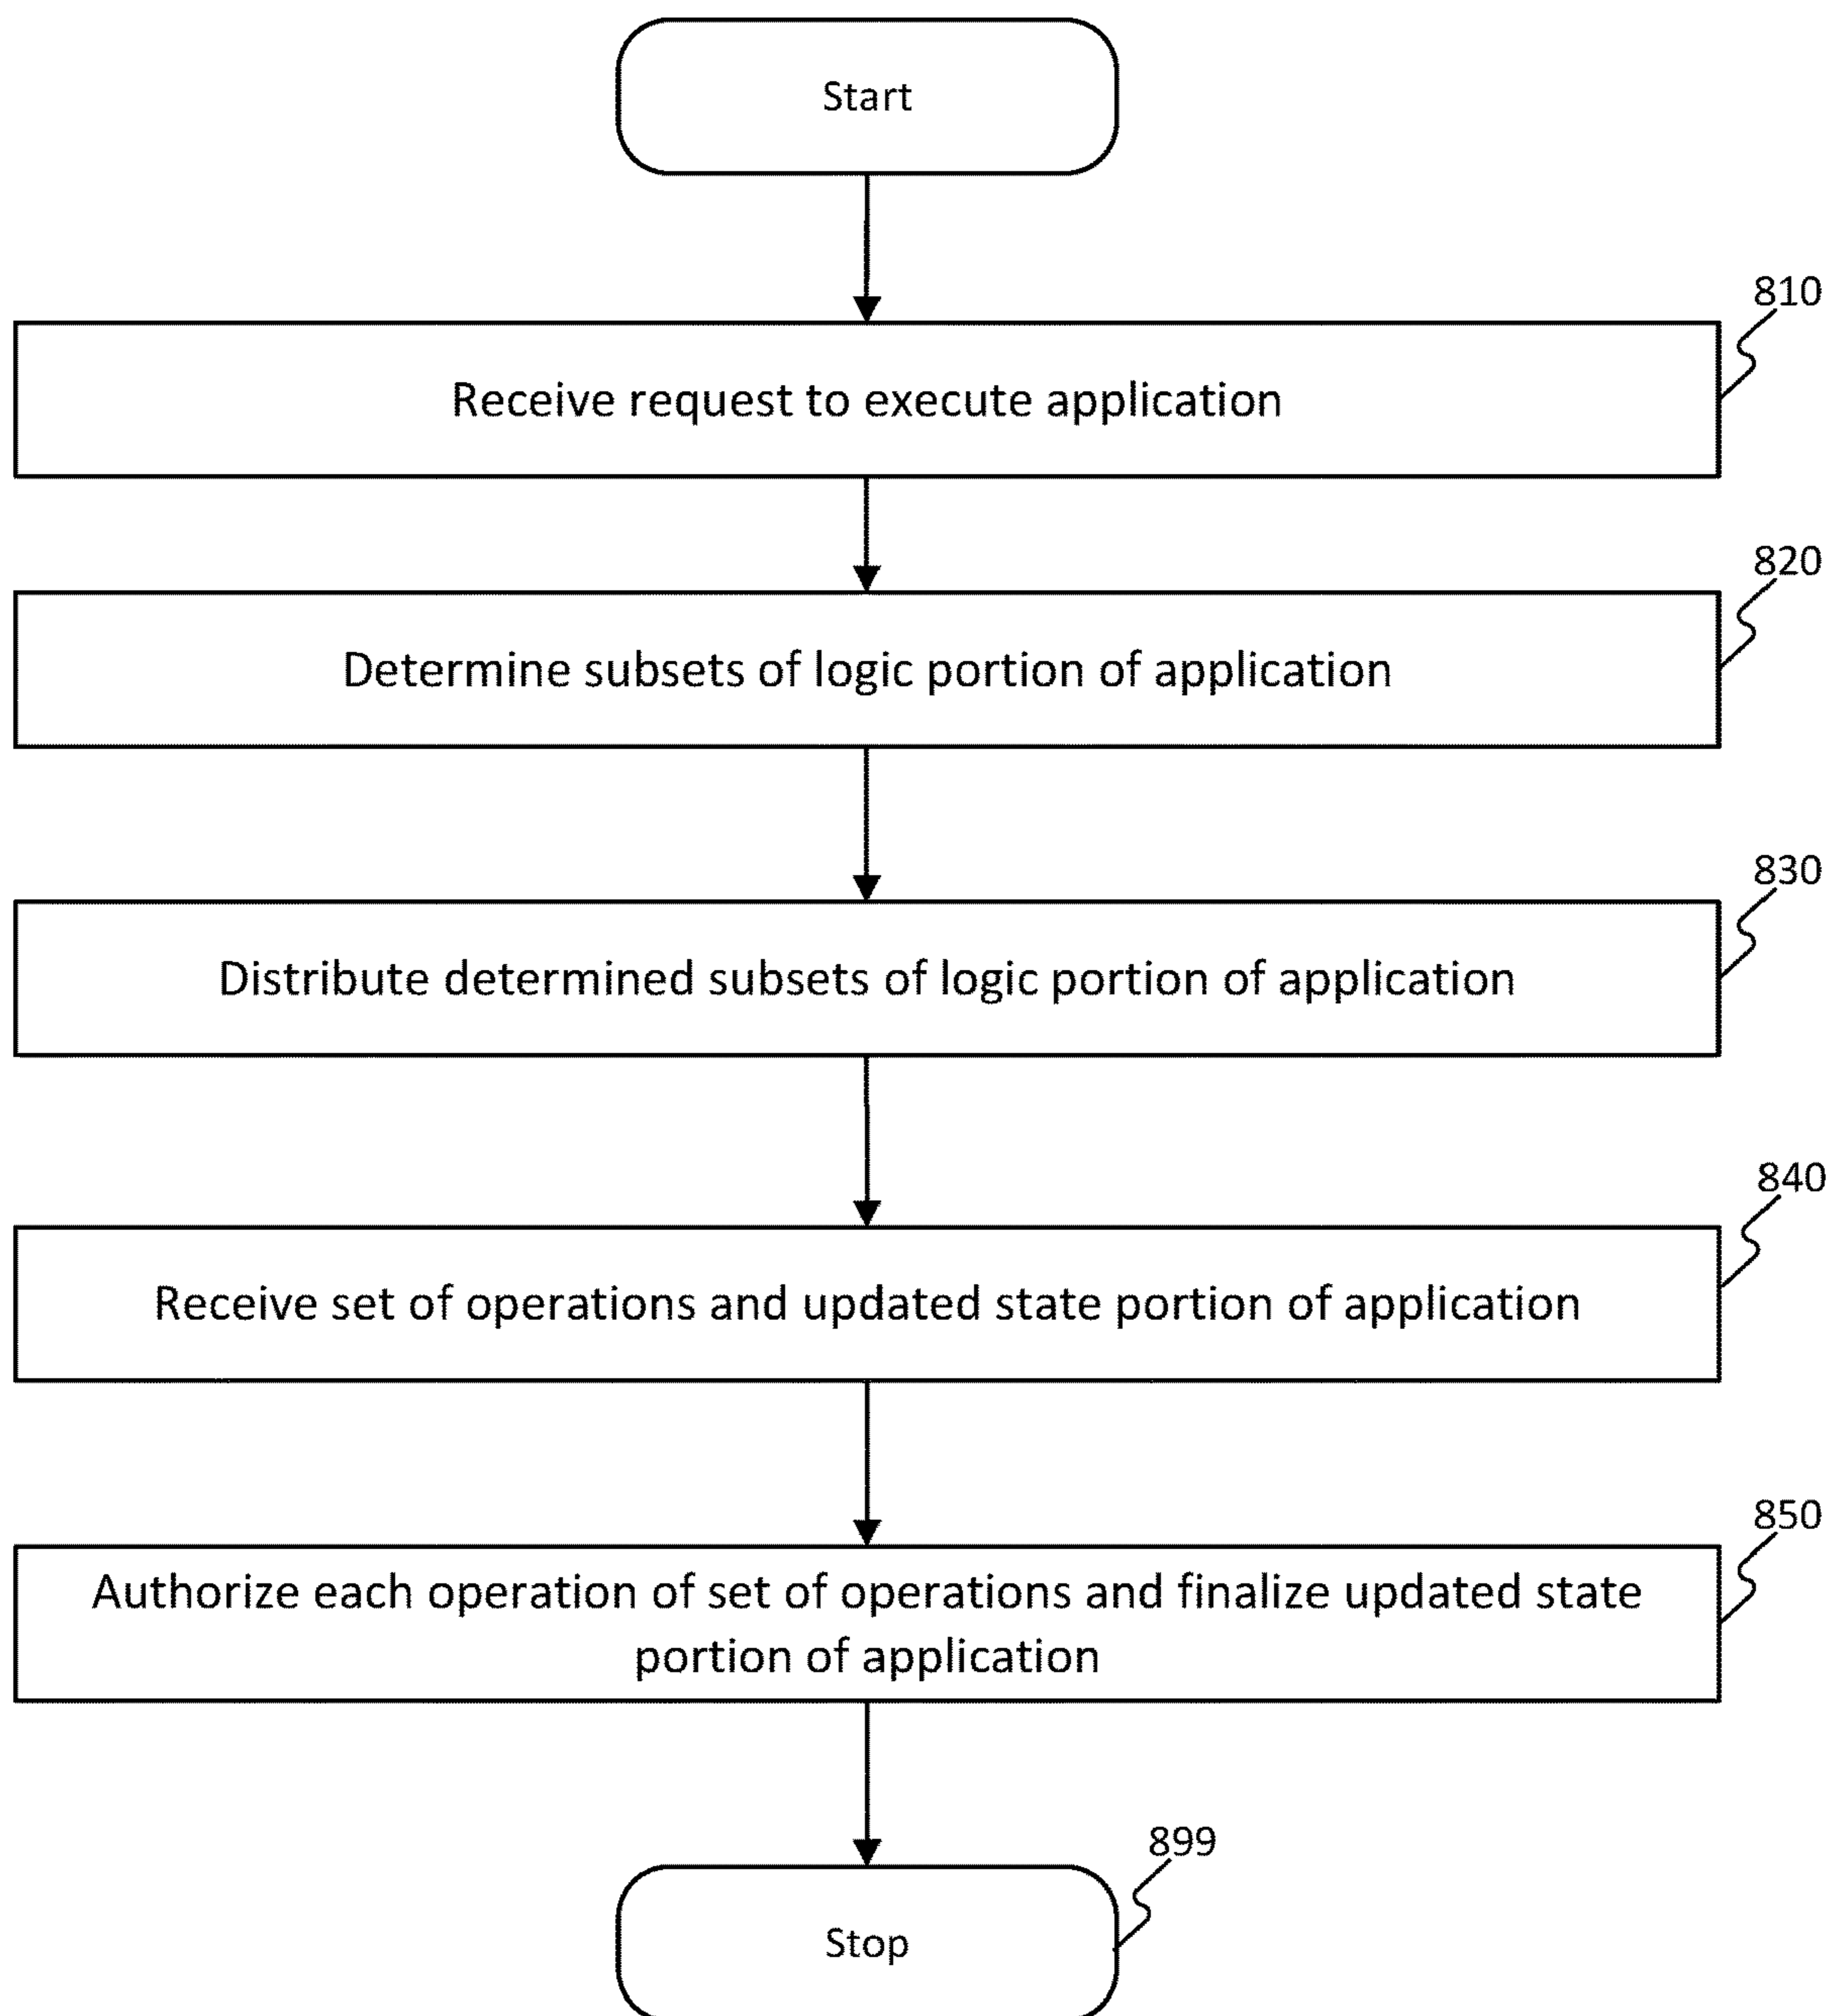 Start
810
Receive request to execute application
820
Determine subsets of logic portion of application
830
Distribute determined subsets of logic portion of application
840
Receive set of operations and updated state portion of application
850
Authorize each operation of set of operations and finalize updated state
portion of application
899
Stop